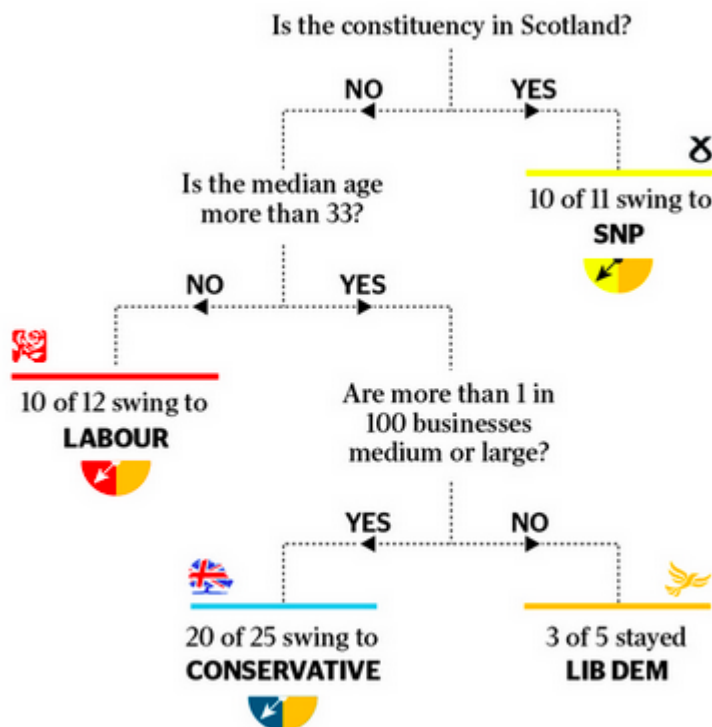 Is the constituency in Scotland?
NO
YES
Is the median age
more than 33?
10 of 11 swing to
SNP
NO
YES
10 of 12 swing to
LABOUR
Are more than 1 in
100 businesses
medium or large?
YES
NO
20 of 25 swing to
CONSERVATIVE
3 of 5 stayed
LIB DEM